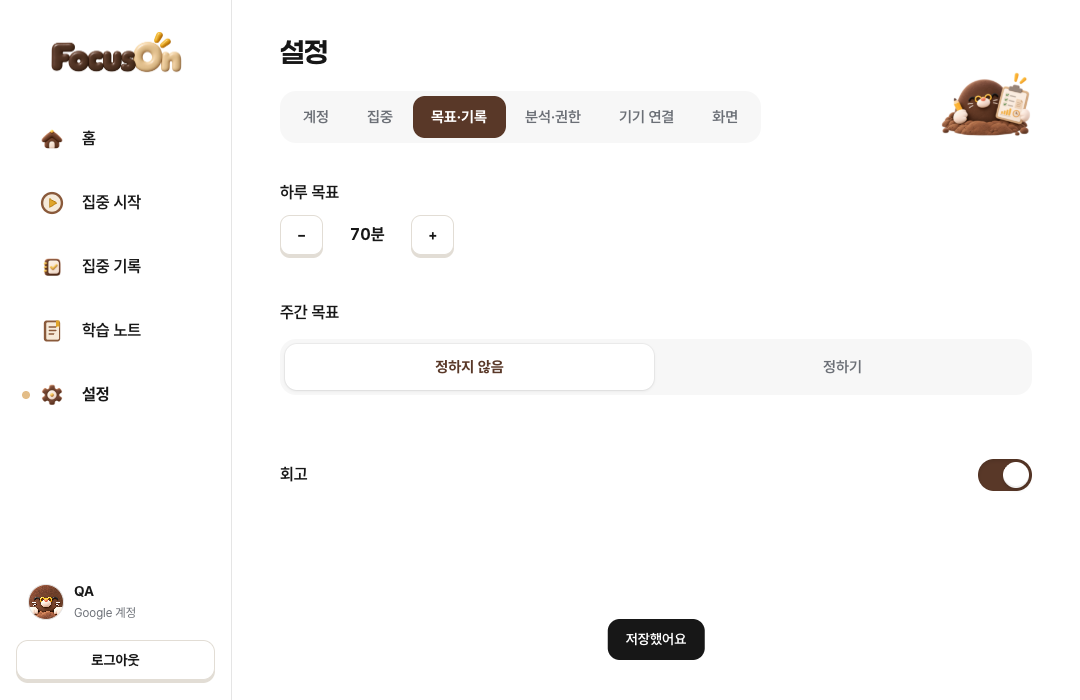 FocusOn
홈
집중 시작
집중 기록
학습 노트
설정
QA
Google 계정
로그아웃
설정
계정 집중 목표·기록 분석·권한 기기 연결 화면
하루 목표
- 70분 +
주간 목표
정하지 않음 정하기
회고
저장했어요